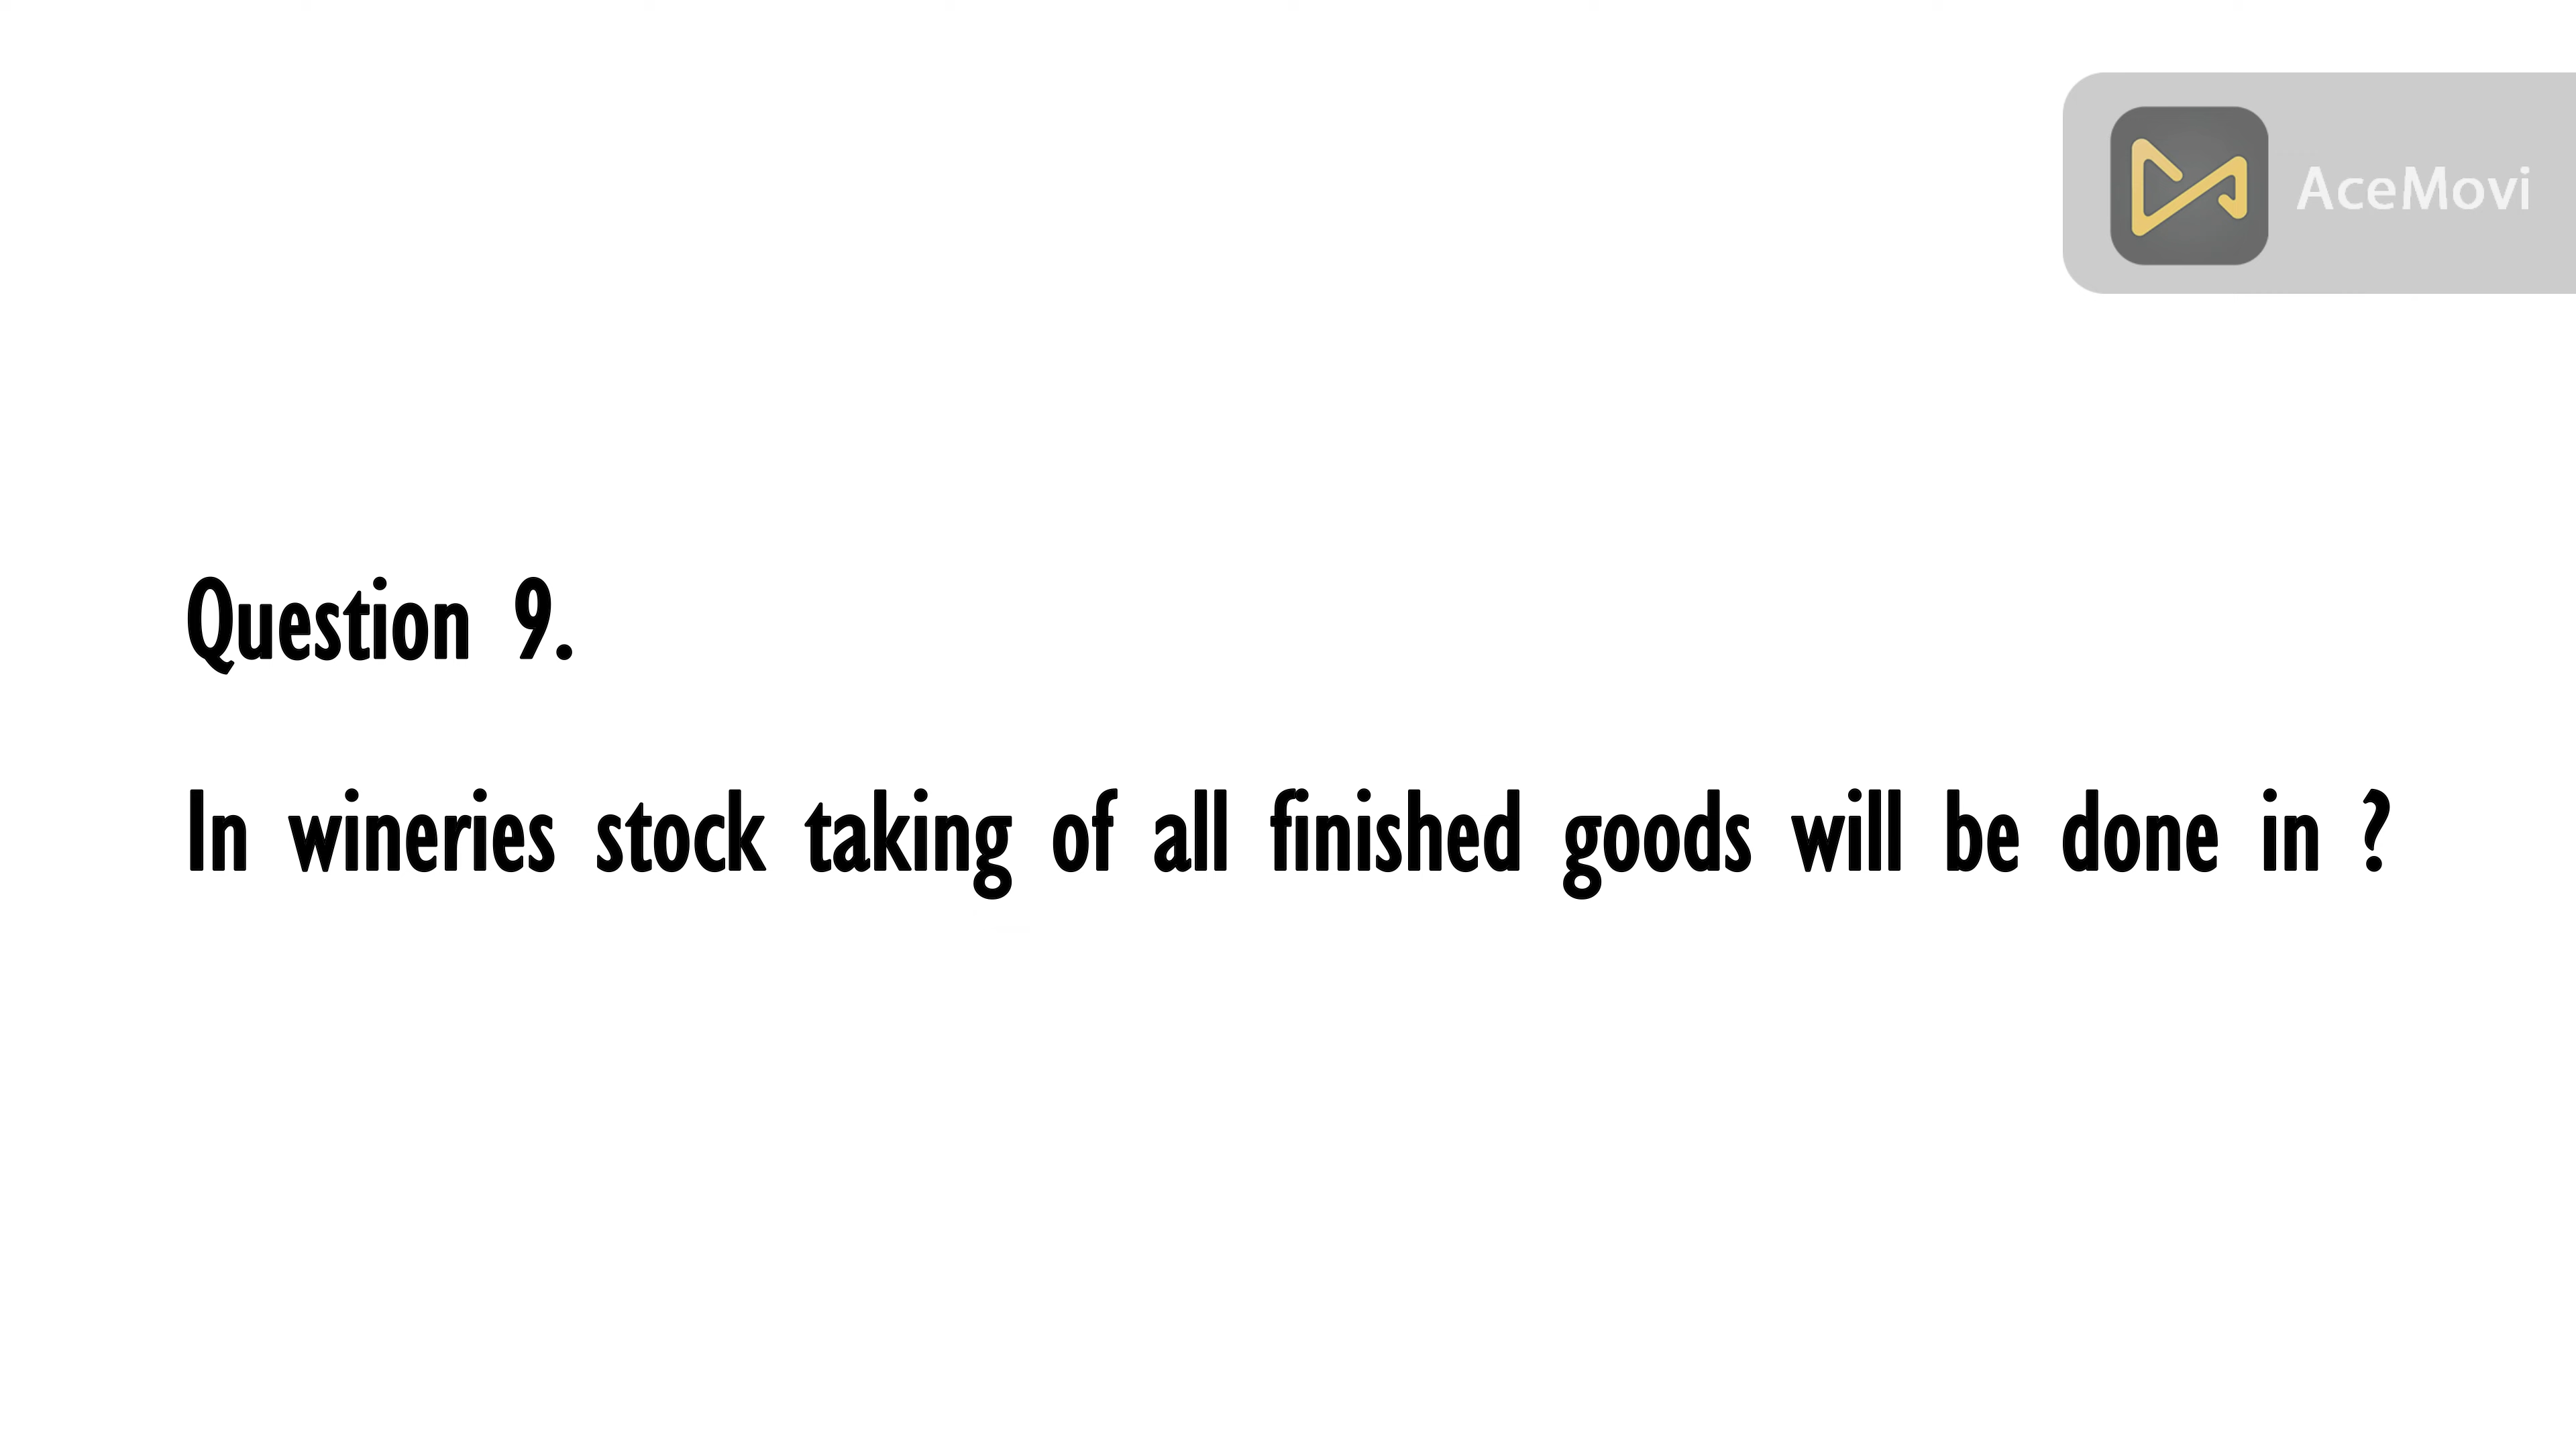 AceMovi
Question 9.
In wineries stock taking of all finished goods will be done in ?